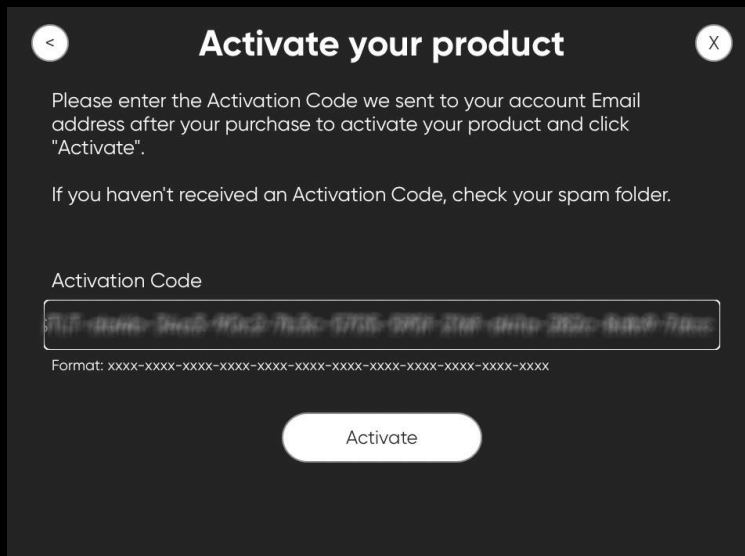 <
Activate your product
X
Please enter the Activation Code we sent to your account Email
address after your purchase to activate your product and click
"Activate".
If you haven't received an Activation Code, check your spam folder.
Activation Code
Format: xxxx-xxxx-xxxx-xxxx-xxxx-xxxx-xxxx-xxxx-xxxx-xxxx-xxxx-xxxx
Activate